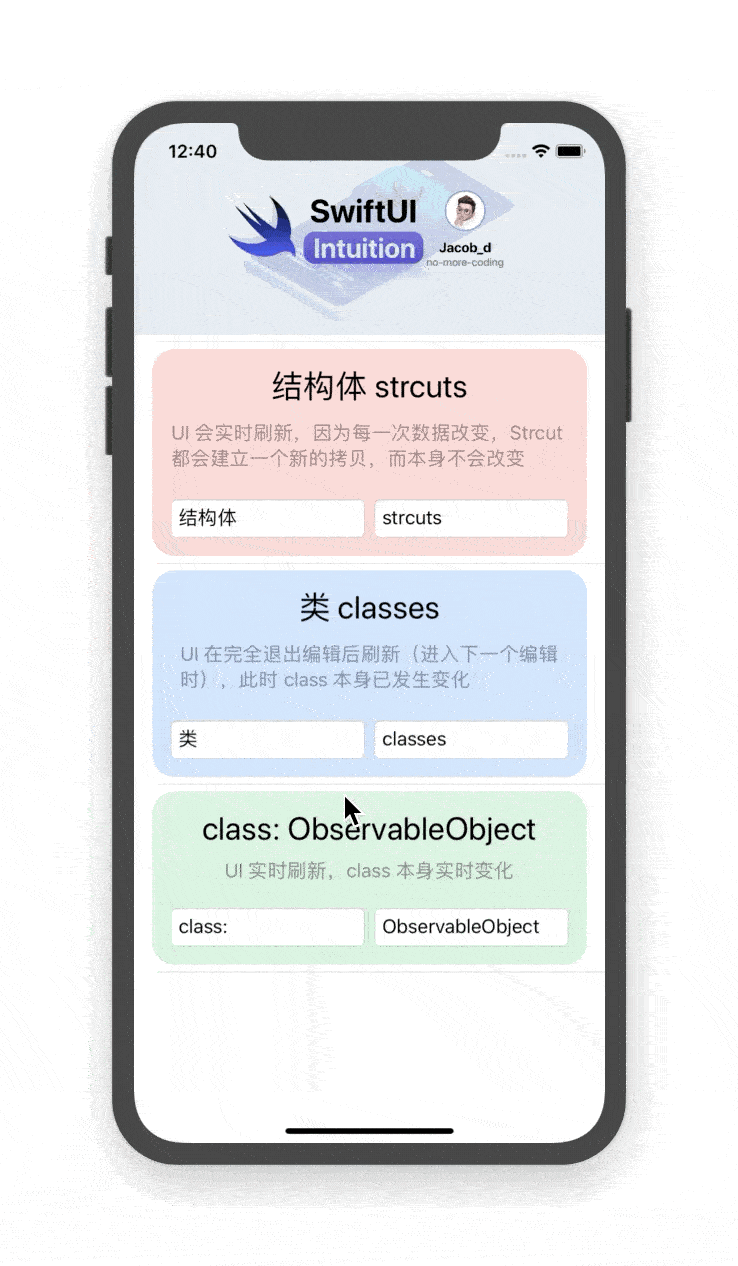 12:40
SwiftUI
Intuition
Jacob_d
no-more-coding
结构体 strcuts
UI 会实时刷新，因为每一次数据改变，Strcut
都会建立一个新的拷贝，而本身不会改变
结构体
strcuts
类 classes
UI 在完全退出编辑后刷新（进入下一个编辑
时），此时 class 本身已发生变化
类
classes
class: ObservableObject
UI 实时刷新，class 本身实时变化
class:
ObservableObject